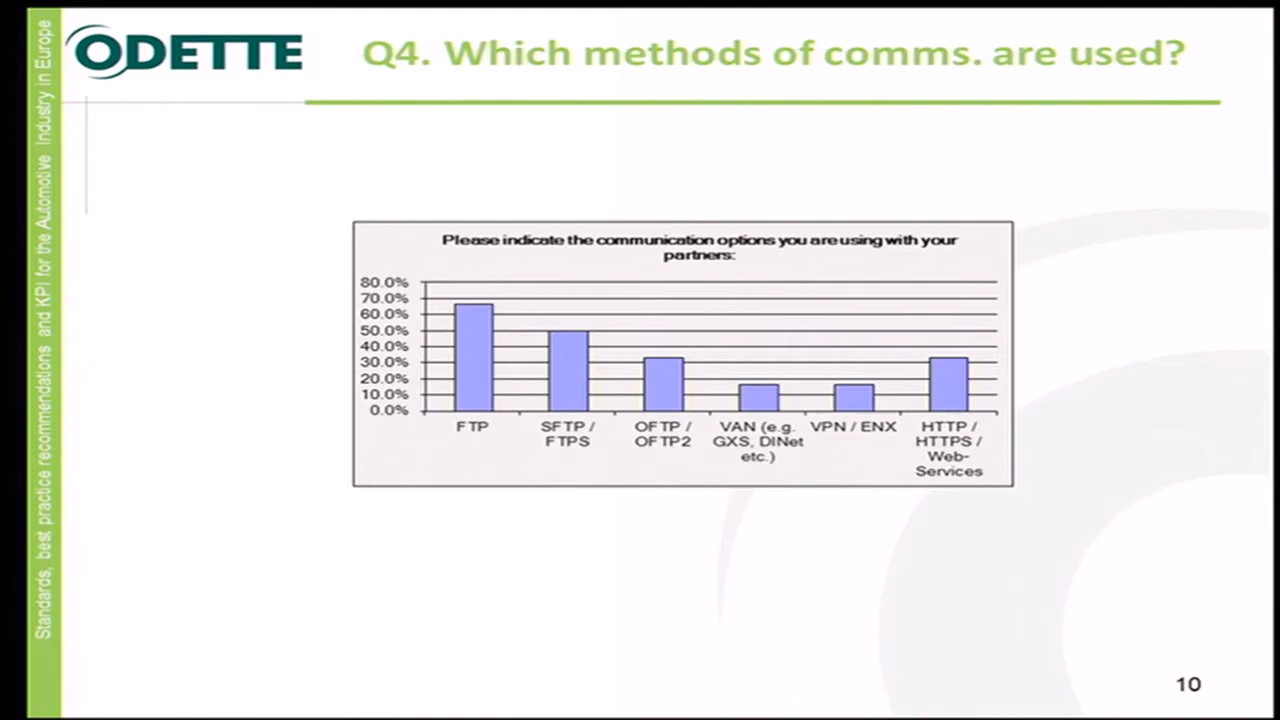 Standards, best practice recommendations and KPI for the Automotive Industry in Europe
ODETTE
Q4. Which methods of comms. are used?
Please indicate the communication options you are using with your
partners:
80.0%
70.0%
60.0%
50.0%
40.0%
30.0%
20.0%
10.0%
0.0%
FTP
SFTP /
FTPS
OFTP /
OFTP2
VAN (e.g.
GXS, DINet
etc.)
VPN / ENX
HTTP /
HTTPS /
Web-
Services
10